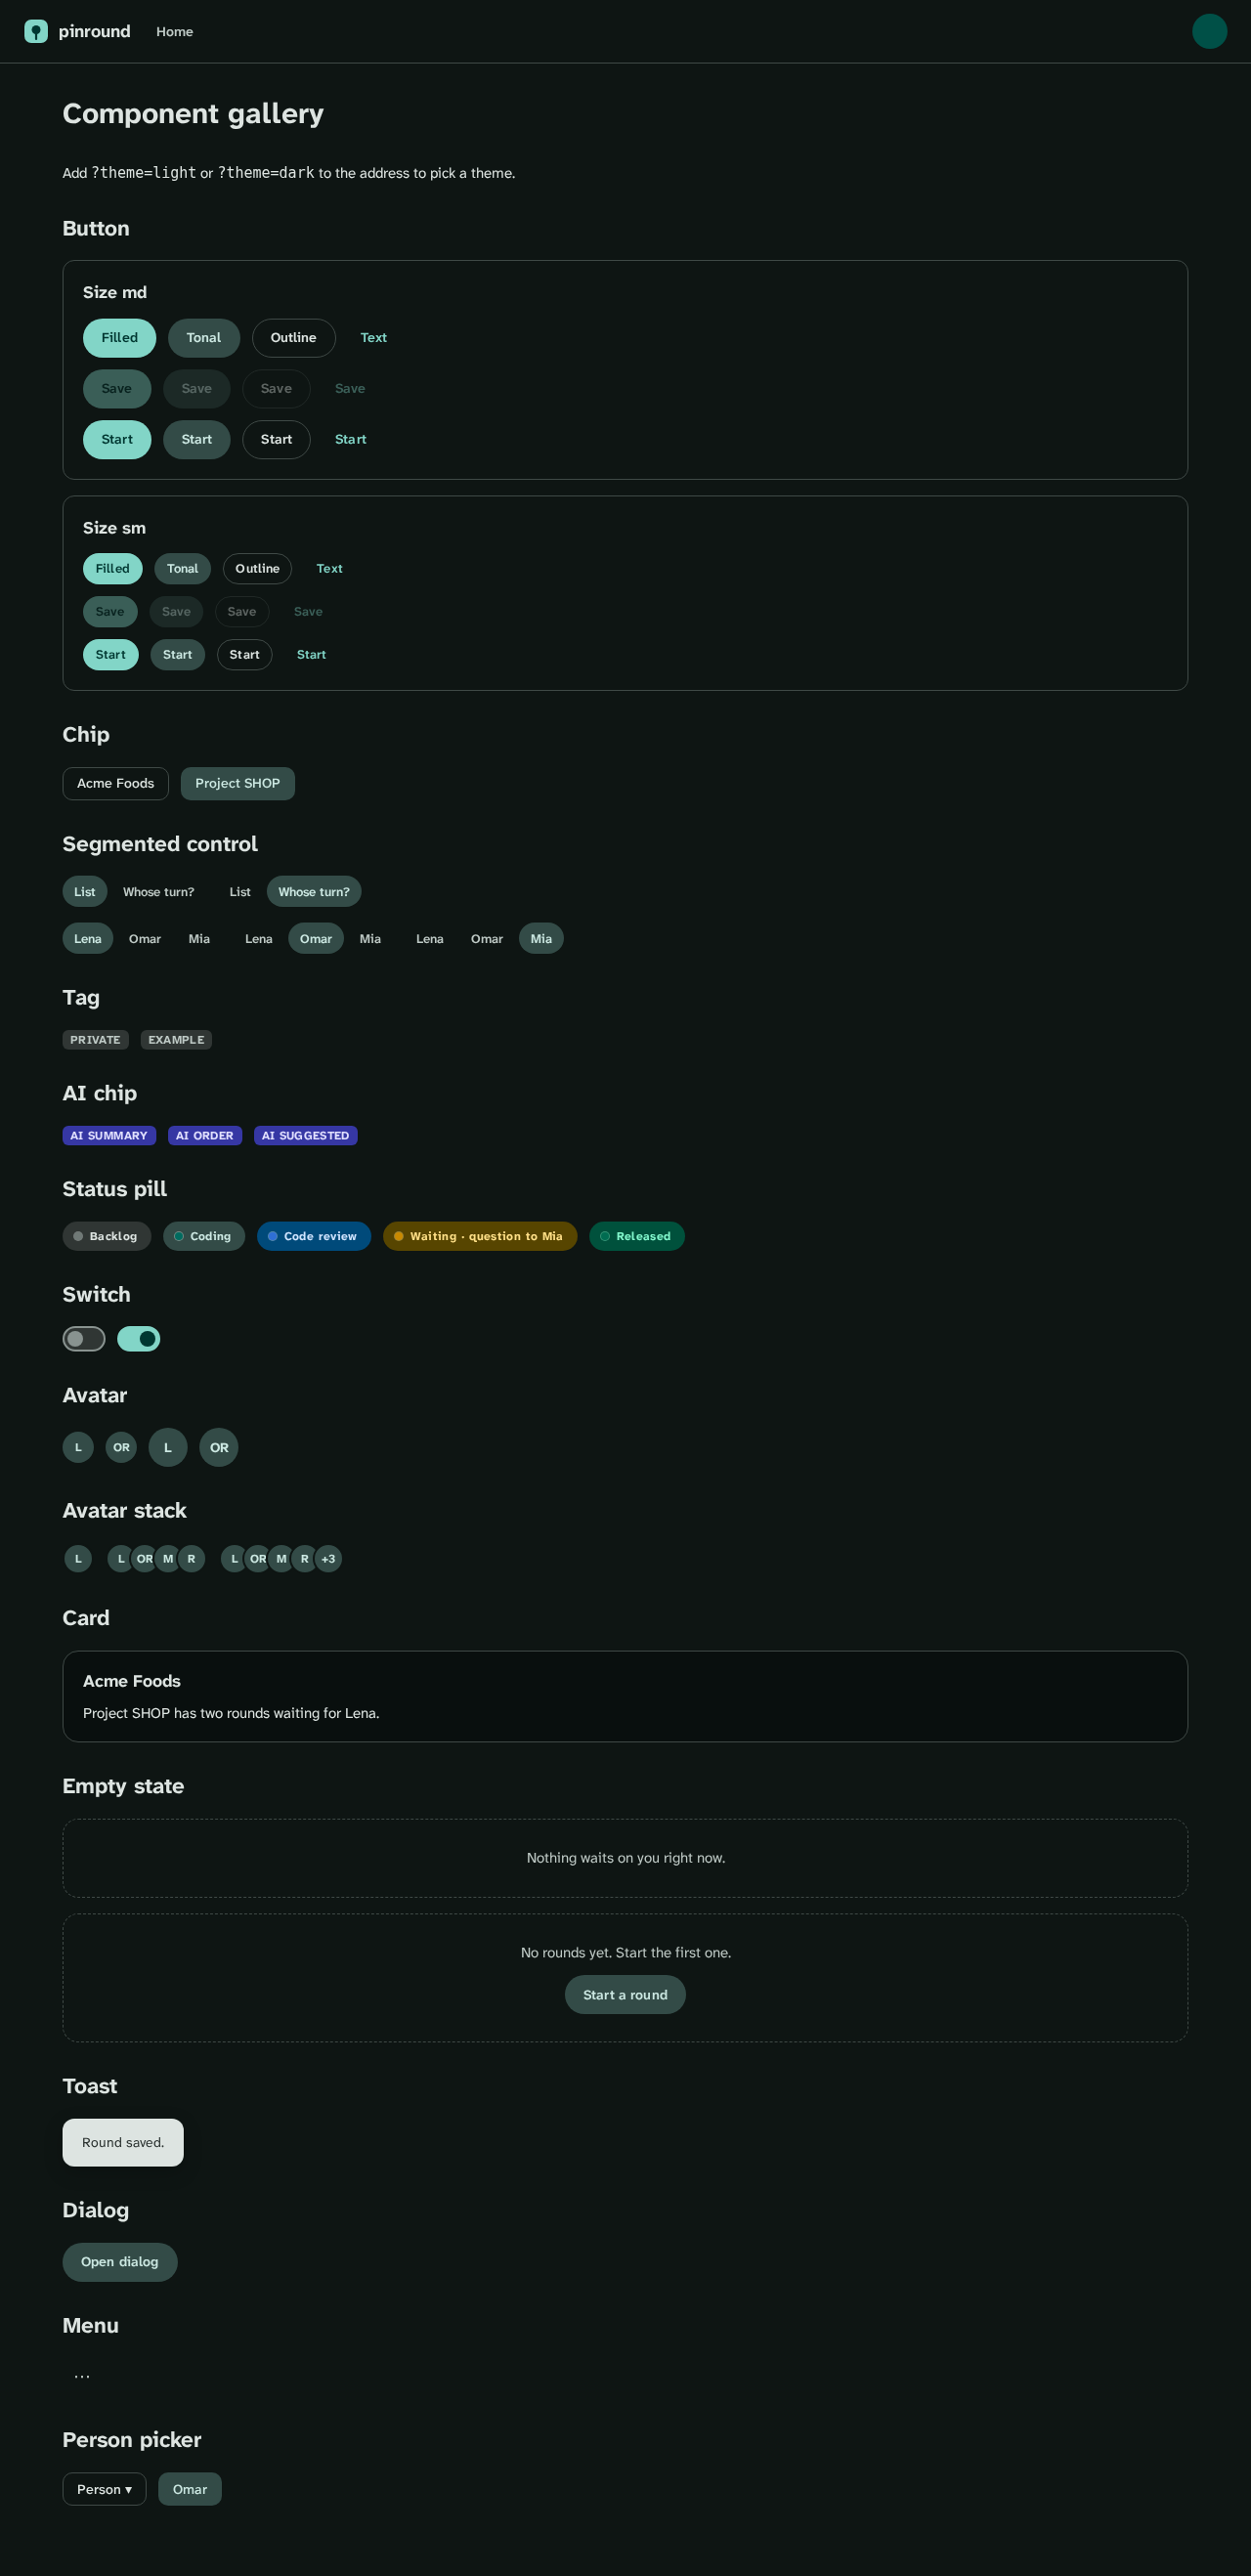 pinround Home
Component gallery
Add ?theme=light or ?theme=dark to the address to pick a theme.
Button
Size md
Filled Tonal Outline Text
Save Save Save Save
Start Start Start Start
Size sm
Filled Tonal Outline Text
Save Save Save Save
Start Start Start Start
Chip
Acme Foods Project SHOP
Segmented control
List Whose turn? List Whose turn?
Lena Omar Mia Lena Omar Mia Lena Omar Mia
Tag
PRIVATE EXAMPLE
AI chip
AI SUMMARY AI ORDER AI SUGGESTED
Status pill
Backlog Coding Code review Waiting · question to Mia Released
Switch
Avatar
L OR L OR
Avatar stack
L L OR M R L OR M R +3
Card
Acme Foods
Project SHOP has two rounds waiting for Lena.
Empty state
Nothing waits on you right now.
No rounds yet. Start the first one.
Start a round
Toast
Round saved.
Dialog
Open dialog
Menu
...
Person picker
Person ▾ Omar